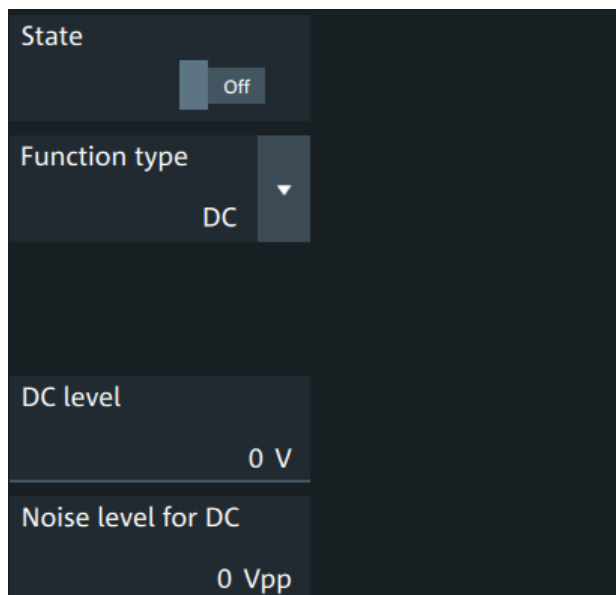 State
Off
Function type
DC
DC level
0 V
Noise level for DC
0 Vpp